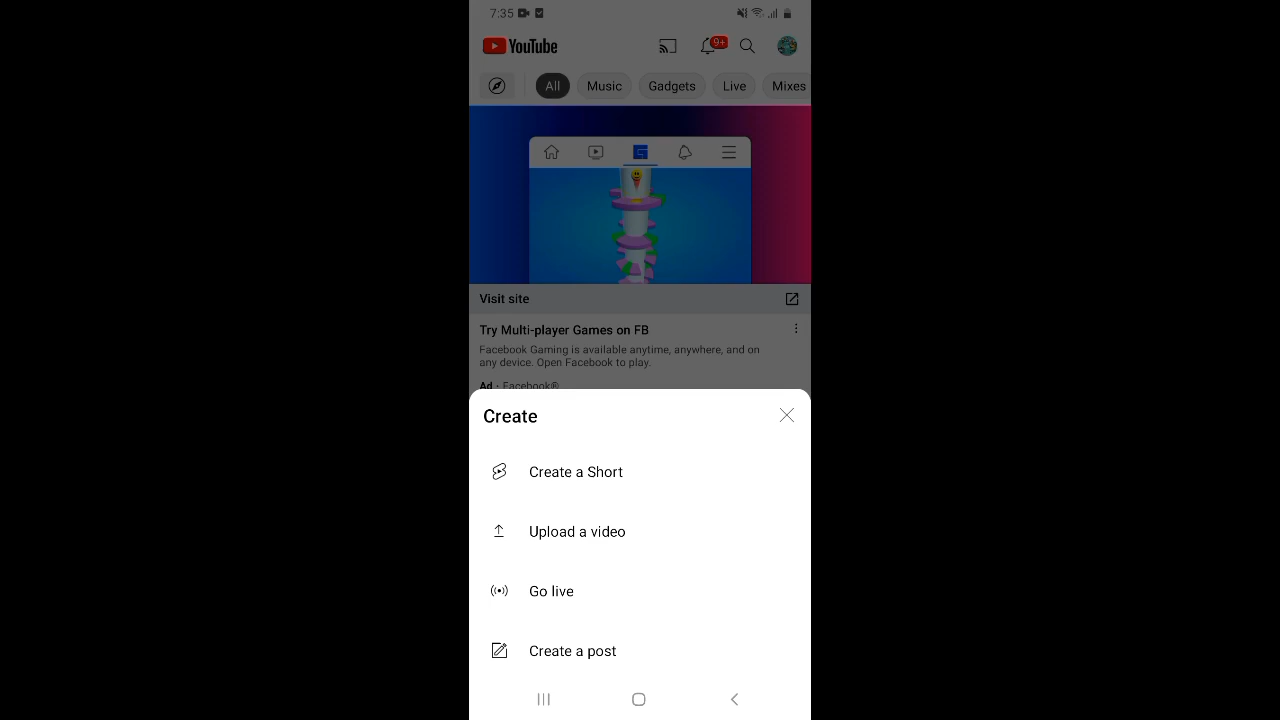 7:35
YouTube
9+
All
Music
Gadgets
Live
Mixes
Visit site
Try Multi-player Games on FB
Facebook Gaming is available anytime, anywhere, and on
any device. Open Facebook to play.
Ad · Facebook®
Create
Create a Short
Upload a video
Go live
Create a post